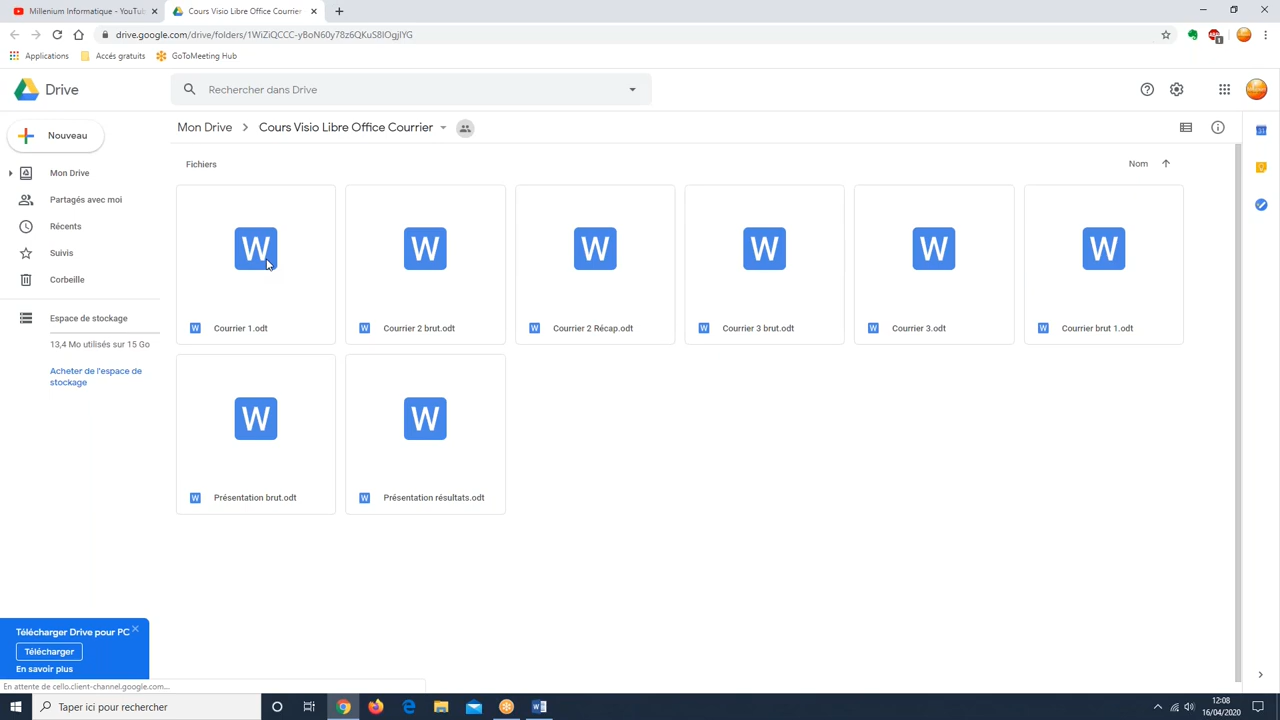 Millenium Informatique - YouTu
Cours Visio Libre Office Courrier
drive.google.com/drive/folders/1WiZiQCCC-yBoN60y78z6QKuS8IOgjIYG
Applications
Accés gratuits
GoToMeeting Hub
Drive
Rechercher dans Drive
Nouveau
Mon Drive
Cours Visio Libre Office Courrier
Mon Drive
Partagés avec moi
Récents
Suivis
Corbeille
Espace de stockage
13,4 Mo utilisés sur 15 Go
Acheter de l'espace de
stockage
Fichiers
Nom
W
W
W
W
W
W
W Courrier 1.odt
W Courrier 2 brut.odt
W Courrier 2 Récap.odt
W Courrier 3 brut.odt
W Courrier 3.odt
W Courrier brut 1.odt
W
W
W Présentation brut.odt
W Présentation résultats.odt
Télécharger Drive pour PC
Télécharger
En savoir plus
En attente de cello.client-channel.google.com...
Taper ici pour rechercher
12:08
16/04/2020